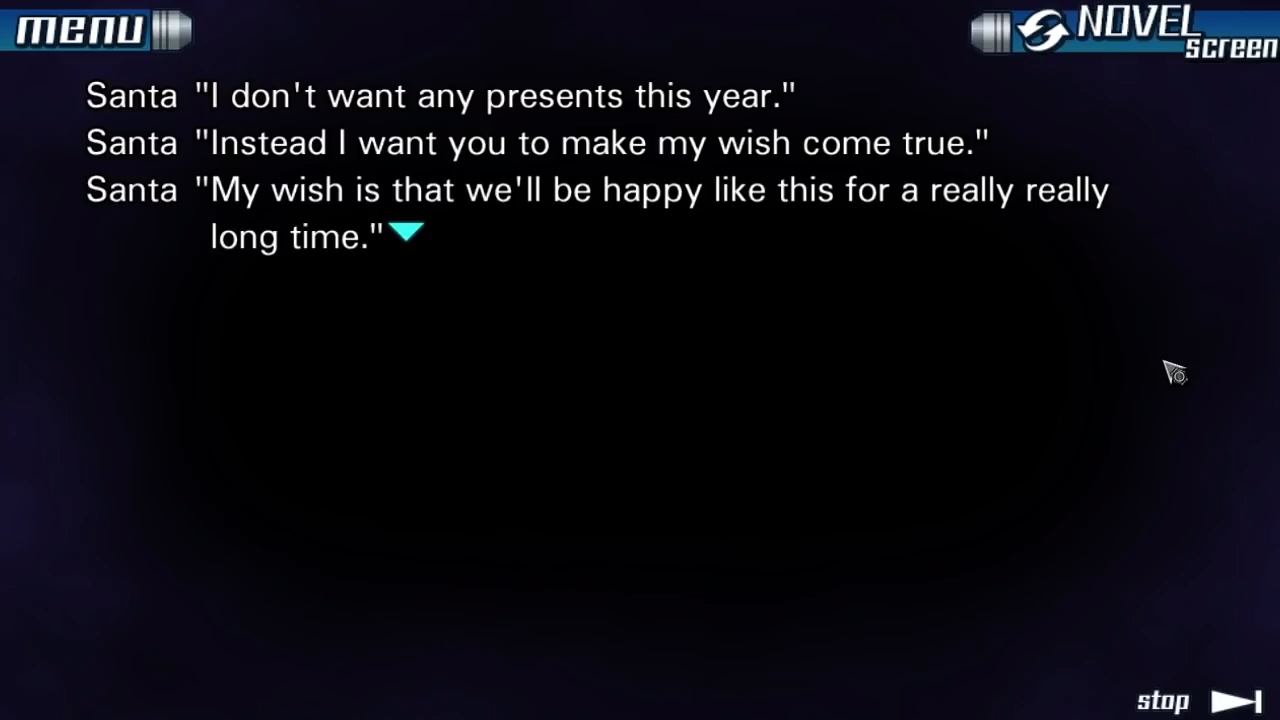 menu
NOVEL
screen
Santa "I don't want any presents this year."
Santa "Instead I want you to make my wish come true."
Santa "My wish is that we'll be happy like this for a really really
long time."
stop